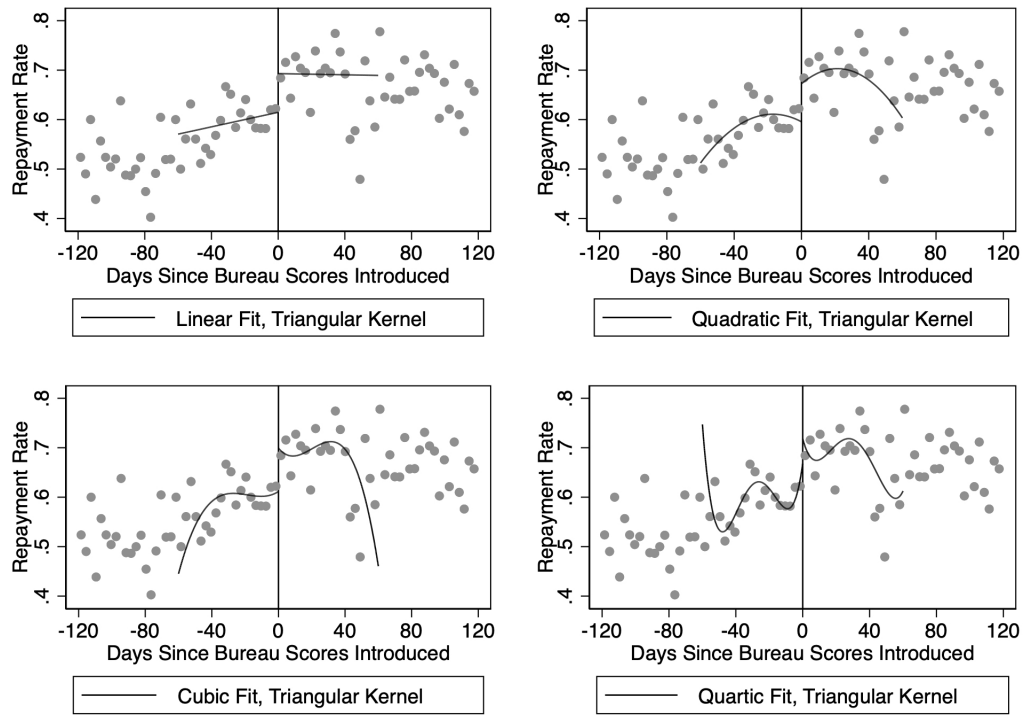 Repayment Rate
.8
.7
.6
.5
.4
-120 -80 -40 0 40 80 120
Days Since Bureau Scores Introduced
Linear Fit, Triangular Kernel
Repayment Rate
.8
.7
.6
.5
.4
-120 -80 -40 0 40 80 120
Days Since Bureau Scores Introduced
Quadratic Fit, Triangular Kernel
Repayment Rate
.8
.7
.6
.5
.4
-120 -80 -40 0 40 80 120
Days Since Bureau Scores Introduced
Cubic Fit, Triangular Kernel
Repayment Rate
.8
.7
.6
.5
.4
-120 -80 -40 0 40 80 120
Days Since Bureau Scores Introduced
Quartic Fit, Triangular Kernel